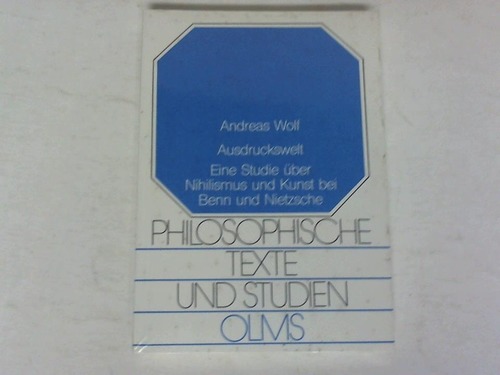 Andreas Wolf
Ausdruckswelt
Eine Studie über
Nihilismus und Kunst bei
Benn und Nietzsche
PHILOSOPHISCHE
TEXTE
UND STUDIEN
OLMS